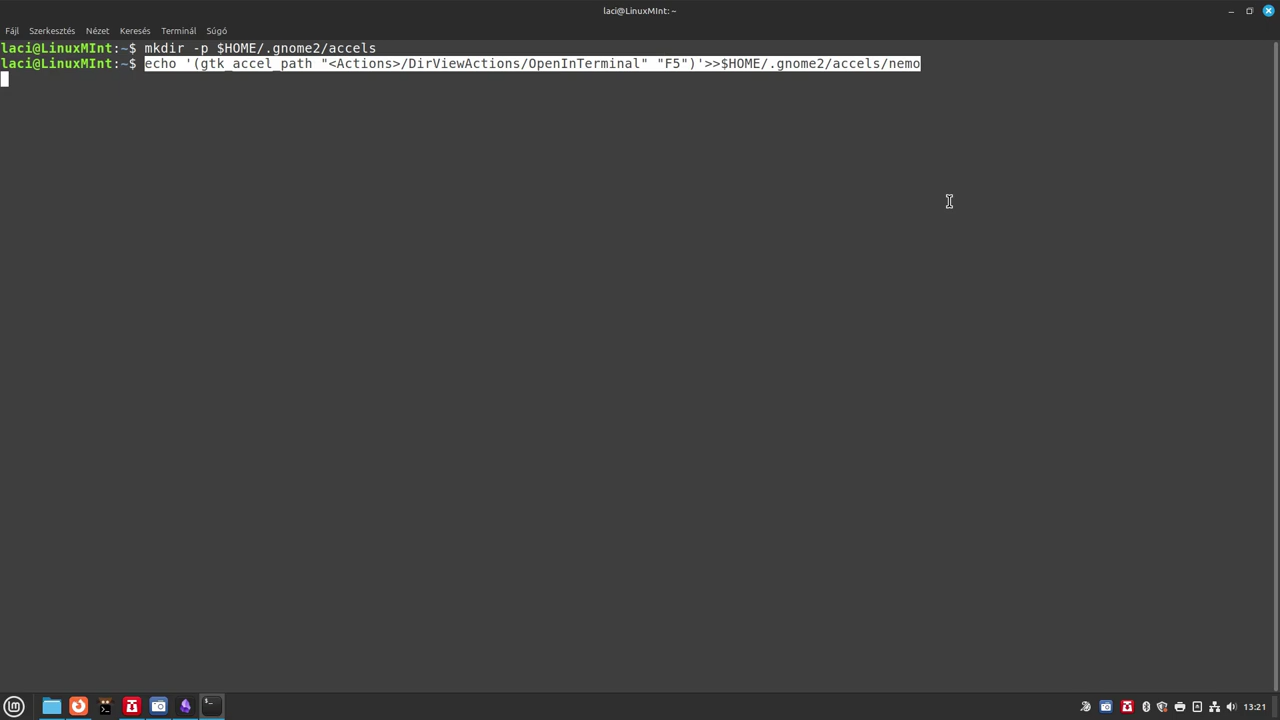 laci@LinuxMInt: ~
Fájl Szerkesztés Nézet Keresés Terminál Súgó
laci@LinuxMInt:~$ mkdir -p $HOME/.gnome2/accels
laci@LinuxMInt:~$ echo '(gtk_accel_path "<Actions>/DirViewActions/OpenInTerminal" "F5")'>>$HOME/.gnome2/accels/nemo
13:21